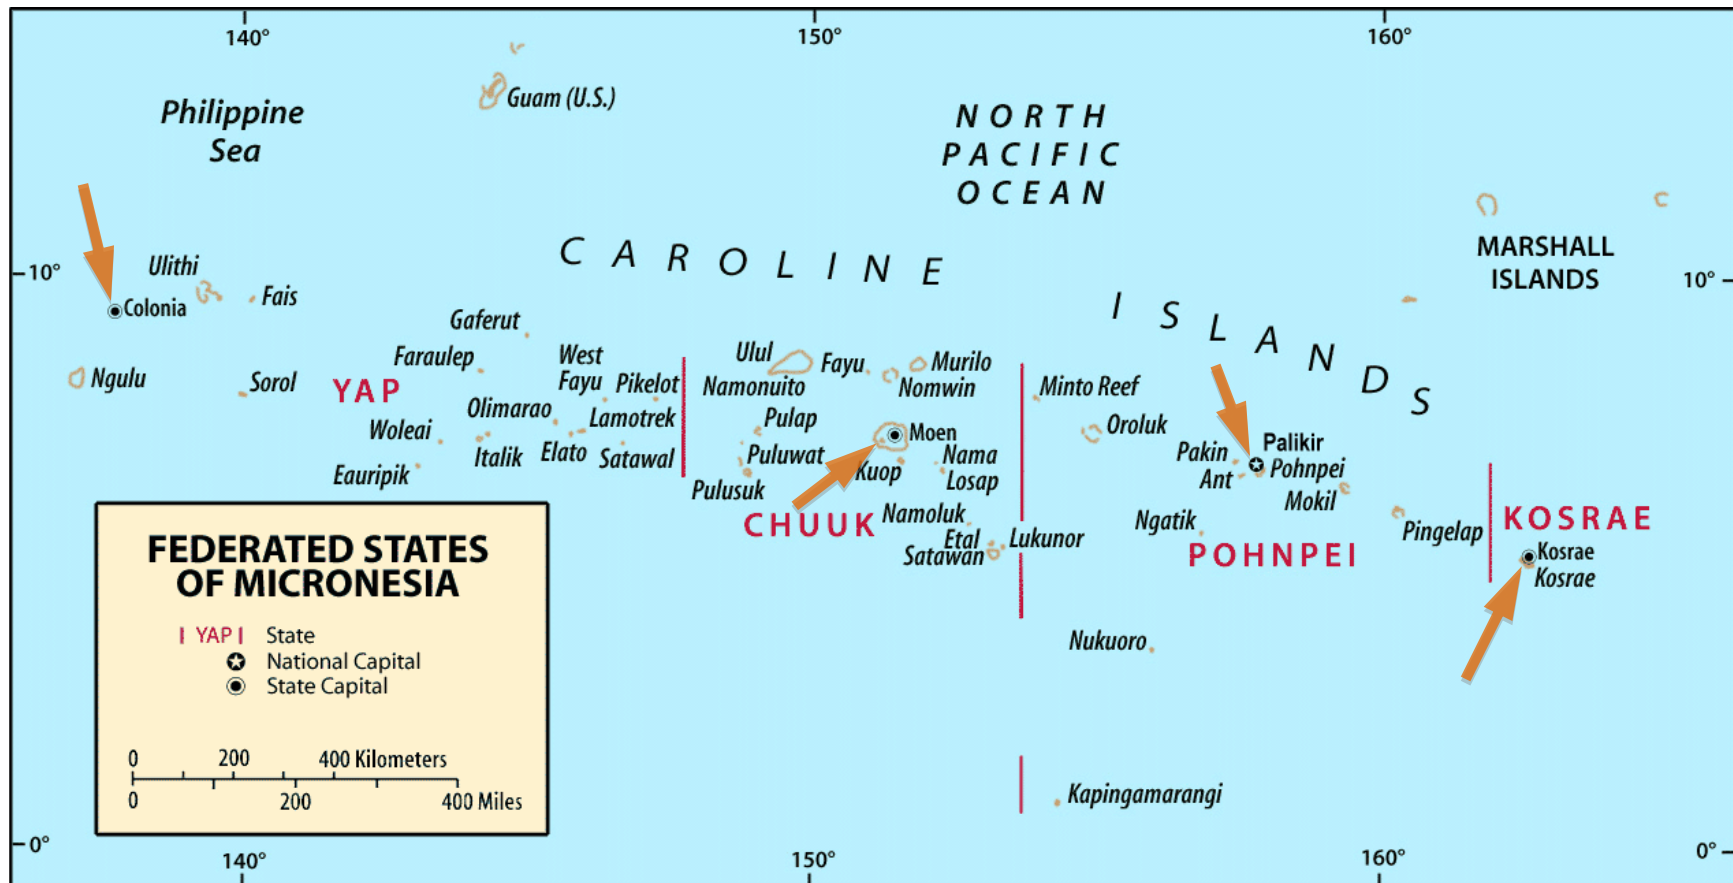 140°
150°
160°
Guam (U.S.)
Philippine
Sea
NORTH
PACIFIC
OCEAN
CAROLINE
ISLANDS
MARSHALL
ISLANDS
10°
10°
Ulithi
Colonia
Fais
Ngulu
Sorol
YAP
Gaferut
Faraulep
West
Fayu
Pikelot
Olimarao
Lamotrek
Woleai
Italik
Elato
Satawal
Eauripik
Ulul
Fayu
Murilo
Namonuito
Nomwin
Pulap
Moen
Puluwat
Kuop
Nama
Losap
Pulusuk
CHUUK
Namoluk
Etal
Lukunor
Satawan
Minto Reef
Oroluk
Pakin
Palikir
Ant
Pohnpei
Mokil
Ngatik
Pingelap
POHNPEI
KOSRAE
Kosrae
Kosrae
Nukuoro
Kapingamarangi
FEDERATED STATES
OF MICRONESIA
YAP State
National Capital
State Capital
0 200 400 Kilometers
0 200 400 Miles
0°
0°
140°
150°
160°